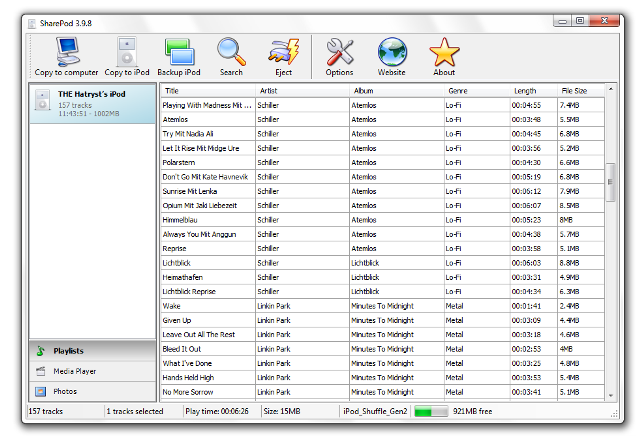 SharePod 3.9.8
Copy to computer Copy to iPod Backup iPod Search Eject Options Website About
THE Hatryst's iPod
157 tracks
11:43:51 - 1002MB
Title Artist Album Genre Length File Size
Playing With Madness Mit ... Schiller Atemlos Lo-Fi 00:04:55 7.4MB
Atemlos Schiller Atemlos Lo-Fi 00:03:48 5.5MB
Try Mit Nadia Ali Schiller Atemlos Lo-Fi 00:04:45 6.8MB
Let It Rise Mit Midge Ure Schiller Atemlos Lo-Fi 00:03:56 5.2MB
Polarstern Schiller Atemlos Lo-Fi 00:04:30 6.6MB
Don't Go Mit Kate Havnevik Schiller Atemlos Lo-Fi 00:05:19 6.8MB
Sunrise Mit Lenka Schiller Atemlos Lo-Fi 00:06:12 7.9MB
Opium Mit Jaki Liebezeit Schiller Atemlos Lo-Fi 00:06:07 8.5MB
Himmelblau Schiller Atemlos Lo-Fi 00:05:23 8MB
Always You Mit Anggun Schiller Atemlos Lo-Fi 00:04:38 5.7MB
Reprise Schiller Atemlos Lo-Fi 00:03:58 5.1MB
Lichtblick Schiller Lichtblick Lo-Fi 00:06:03 8.8MB
Heimathafen Schiller Lichtblick Lo-Fi 00:03:31 4.9MB
Lichtblick Reprise Schiller Lichtblick Lo-Fi 00:04:34 6.3MB
Wake Linkin Park Minutes To Midnight Metal 00:01:41 2.4MB
Given Up Linkin Park Minutes To Midnight Metal 00:03:09 4.4MB
Leave Out All The Rest Linkin Park Minutes To Midnight Metal 00:03:18 4.6MB
Bleed It Out Linkin Park Minutes To Midnight Metal 00:02:53 4MB
What I've Done Linkin Park Minutes To Midnight Metal 00:03:25 4.8MB
Hands Held High Linkin Park Minutes To Midnight Metal 00:03:53 5.4MB
No More Sorrow Linkin Park Minutes To Midnight Metal 00:03:41 5.1MB
Playlists
Media Player
Photos
157 tracks 1 tracks selected Play time: 00:06:26 Size: 15MB iPod_Shuffle_Gen2 921MB free